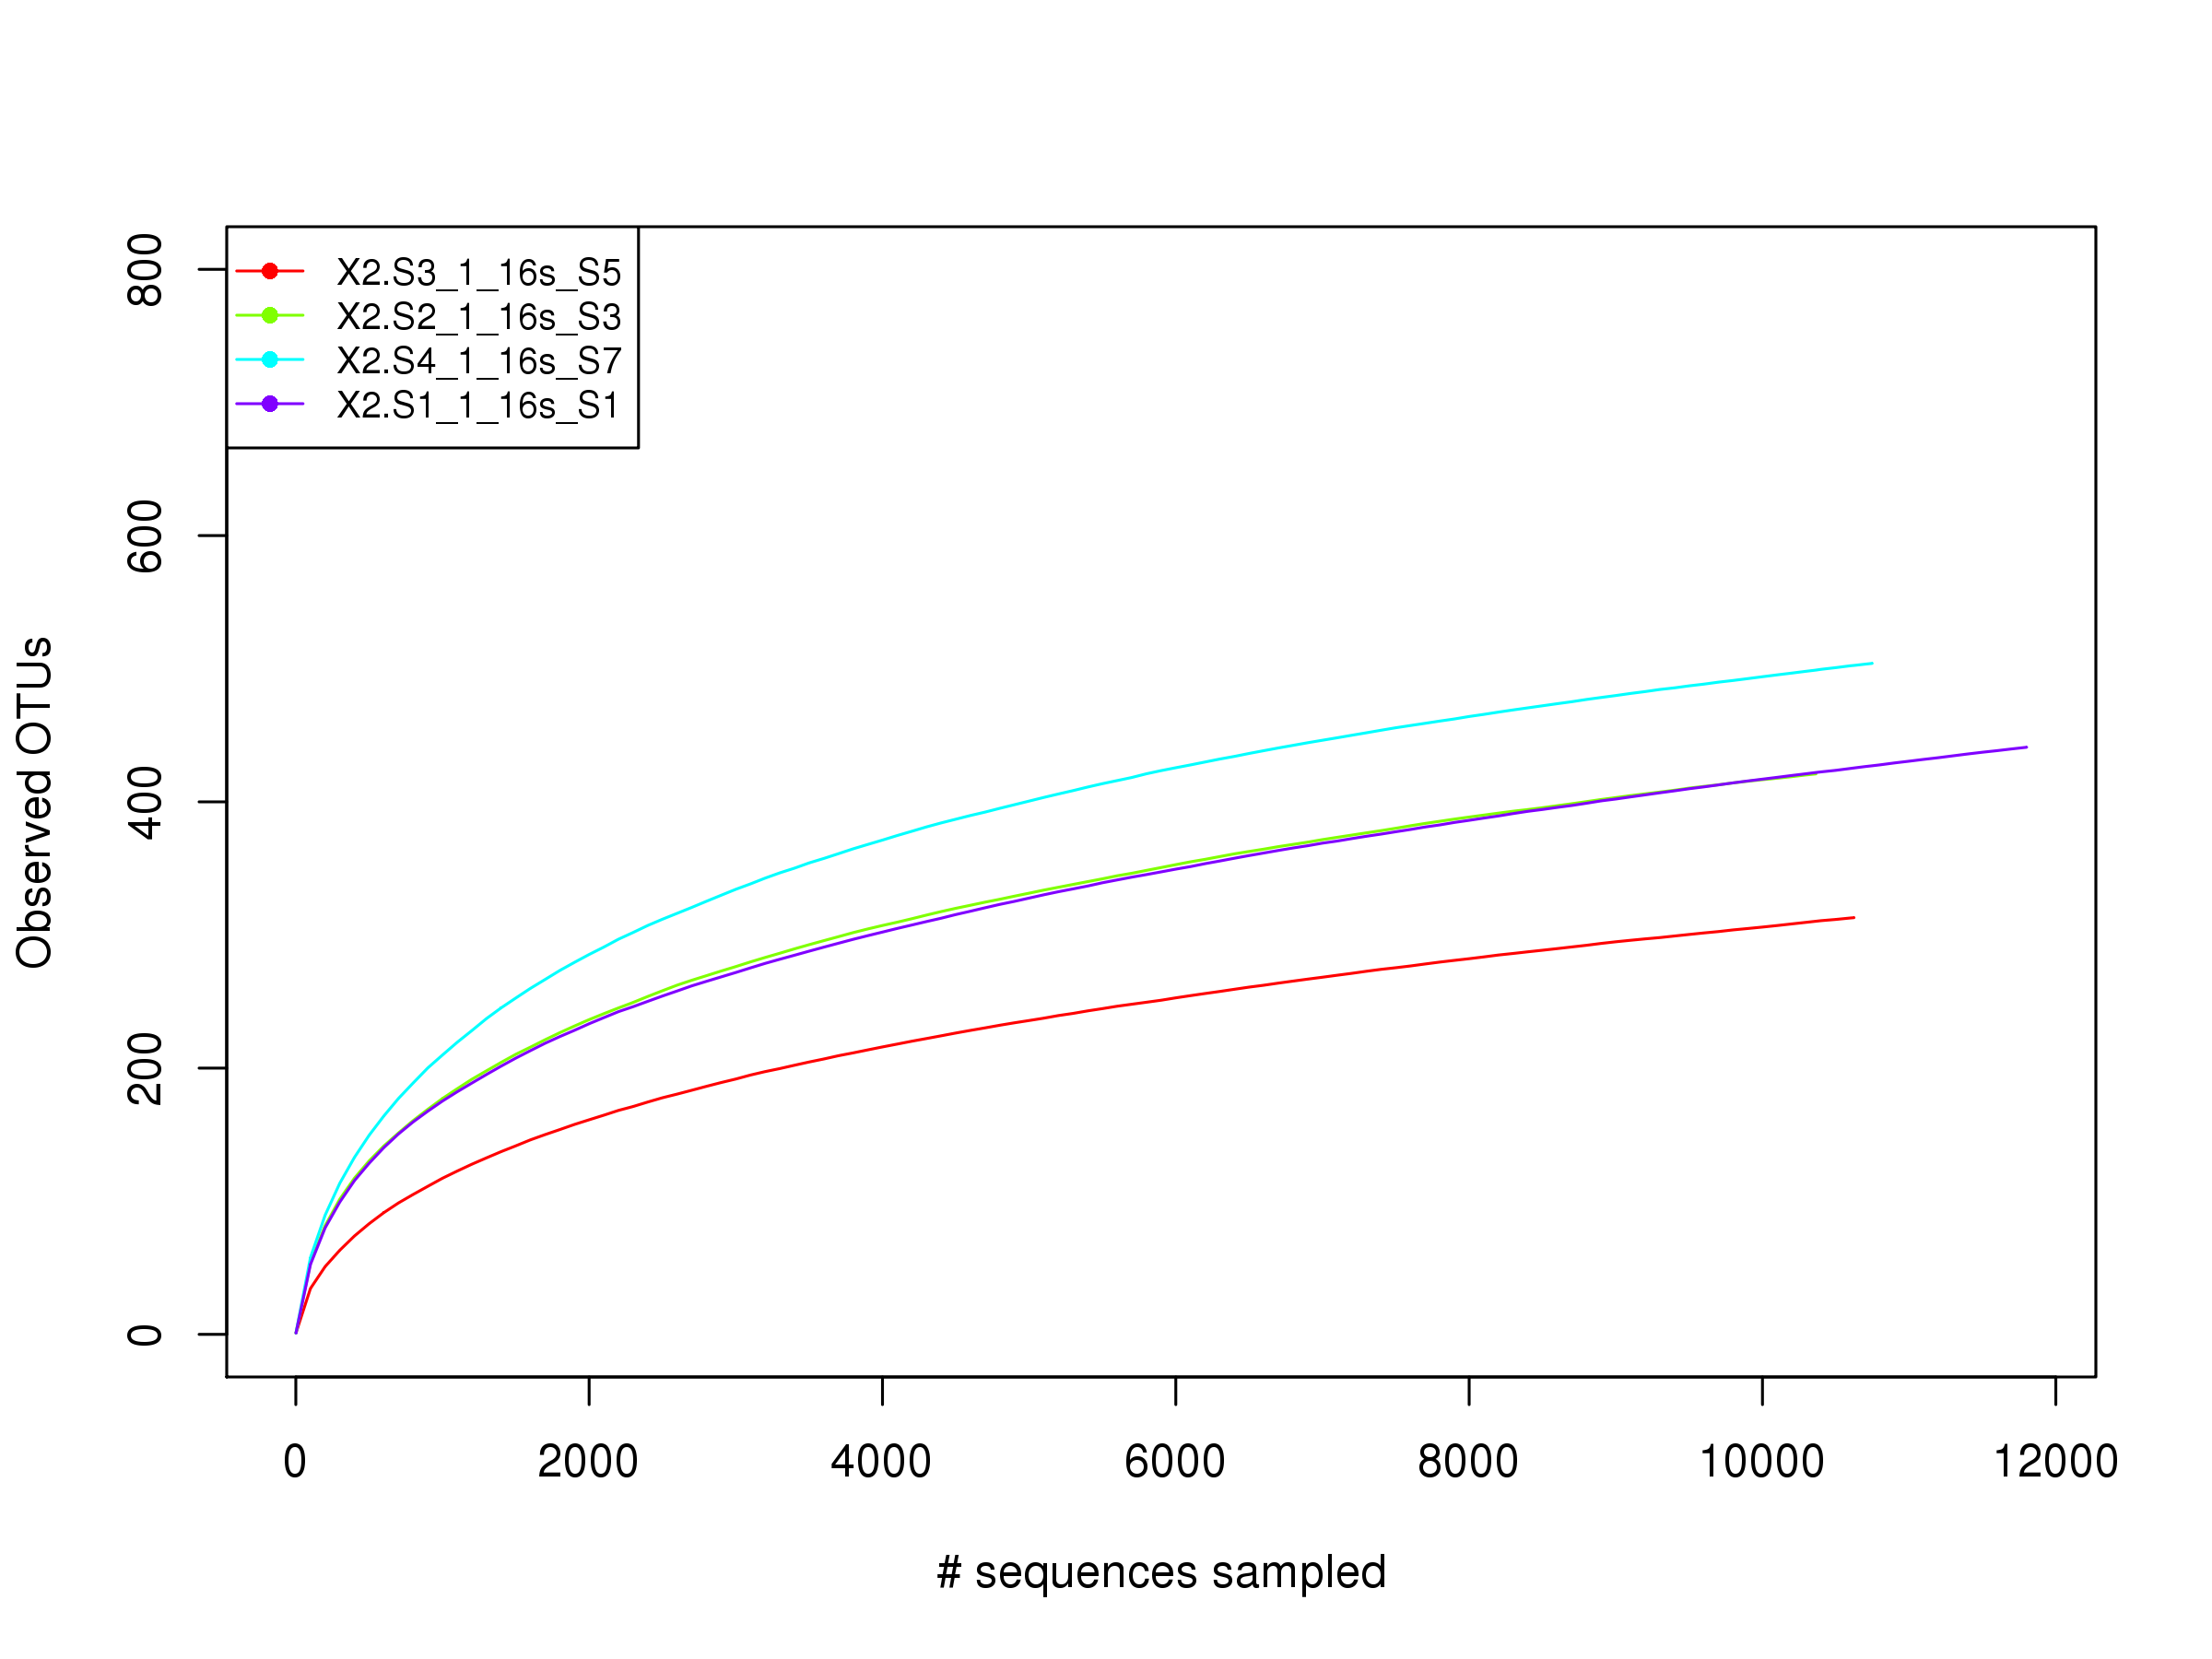 X2.S3_1_16s_S5
X2.S2_1_16s_S3
X2.S4_1_16s_S7
X2.S1_1_16s_S1
800
600
400
200
0
Observed OTUs
0 2000 4000 6000 8000 10000 12000
# sequences sampled